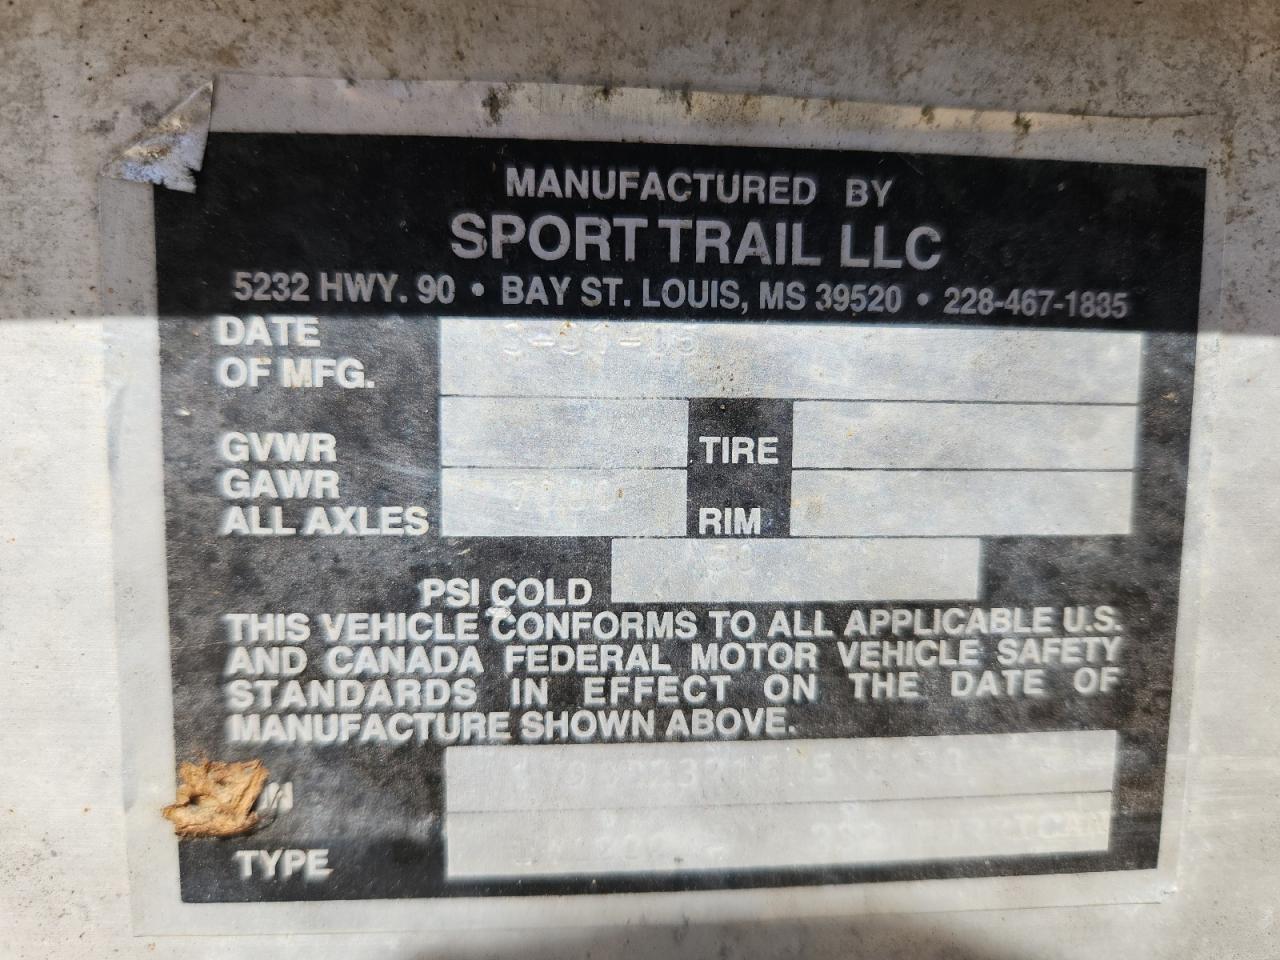 MANUFACTURED BY
SPORT TRAIL LLC
5232 HWY. 90 • BAY ST. LOUIS, MS 39520 • 228-467-1835
DATE
OF MFG.
GVWR
TIRE
GAWR
ALL AXLES
RIM
PSI COLD 50
THIS VEHICLE CONFORMS TO ALL APPLICABLE U.S.
AND CANADA FEDERAL MOTOR VEHICLE SAFETY
STANDARDS IN EFFECT ON THE DATE OF
MANUFACTURE SHOWN ABOVE.
TYPE